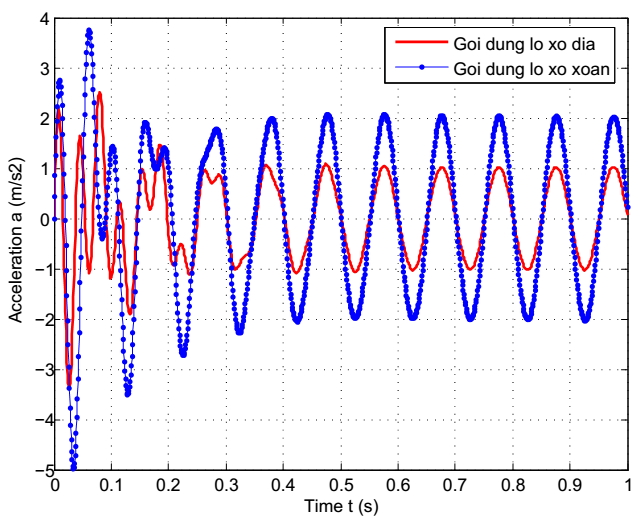 4
3
2
1
0
−1
−2
−3
−4
−5
Acceleration a (m/s2)
Goi dung lo xo dia
Goi dung lo xo xoan
0 0.1 0.2 0.3 0.4 0.5 0.6 0.7 0.8 0.9 1
Time t (s)